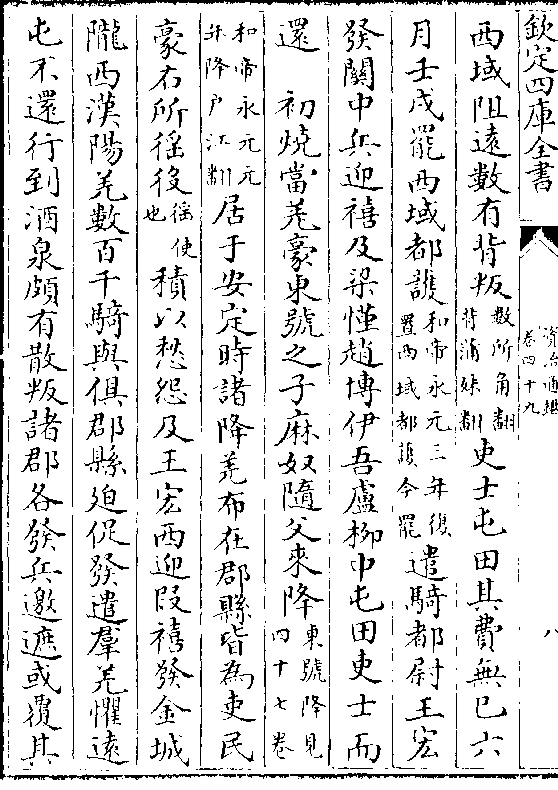 欽定四庫全書
資治通鑑
卷四十九
八
西域阻遠數有背叛數所角翻背蒲妹翻吏士屯田其費無已六
月壬戌罷西域都護和帝永元三年復置西域都護今罷遣騎都尉王宏
發關中兵迎禧及梁慬趙博伊吾盧柳中屯田吏士而
還　初燒當羌豪東號之子麻奴隨父來降東號降見四十七卷
和帝永元元年降戶江翻居于安定時諸降羌布在郡縣皆為吏民
豪右所徭役徭使也積以愁怨及王宏西迎段禧發金城
隴西漢陽羌數百千騎與俱郡縣迫促發遣羣羌懼遠
屯不還行到酒泉頗有散叛諸郡各發兵邀遮或覆其